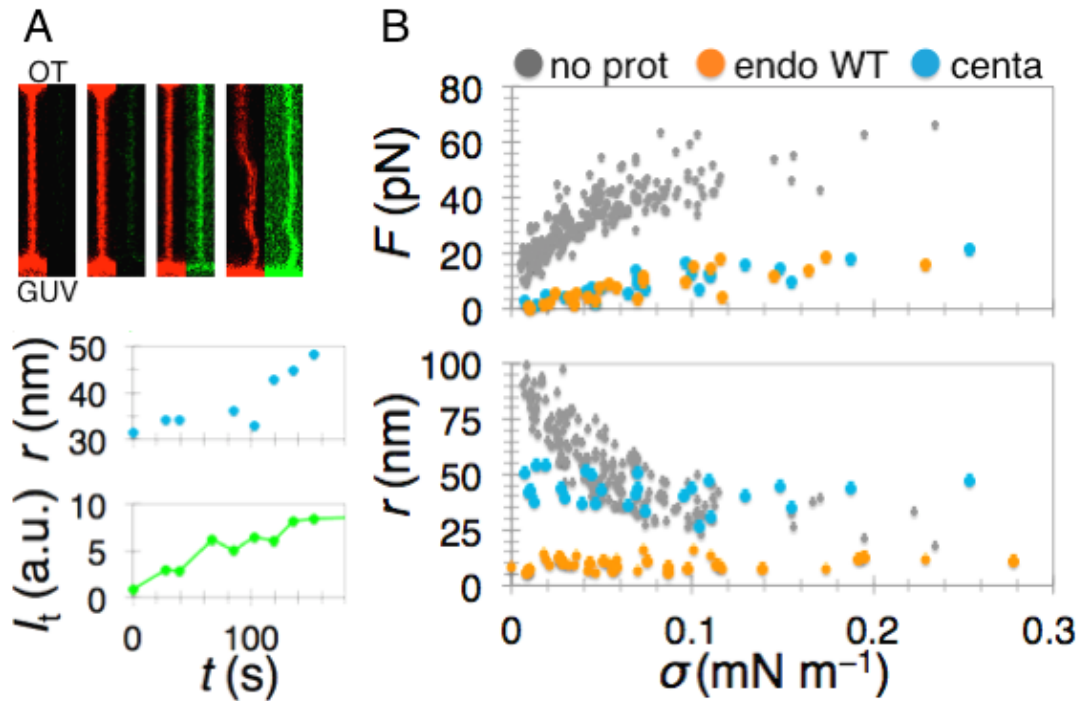 A
OT
GUV
r (nm)
50
40
30
I_t (a.u.)
10
5
0
0 100
t (s)
B
no prot endo WT centa
F (pN)
80
60
40
20
0
r (nm)
100
75
50
25
0
0 0.1 0.2 0.3
σ (mN m⁻¹)